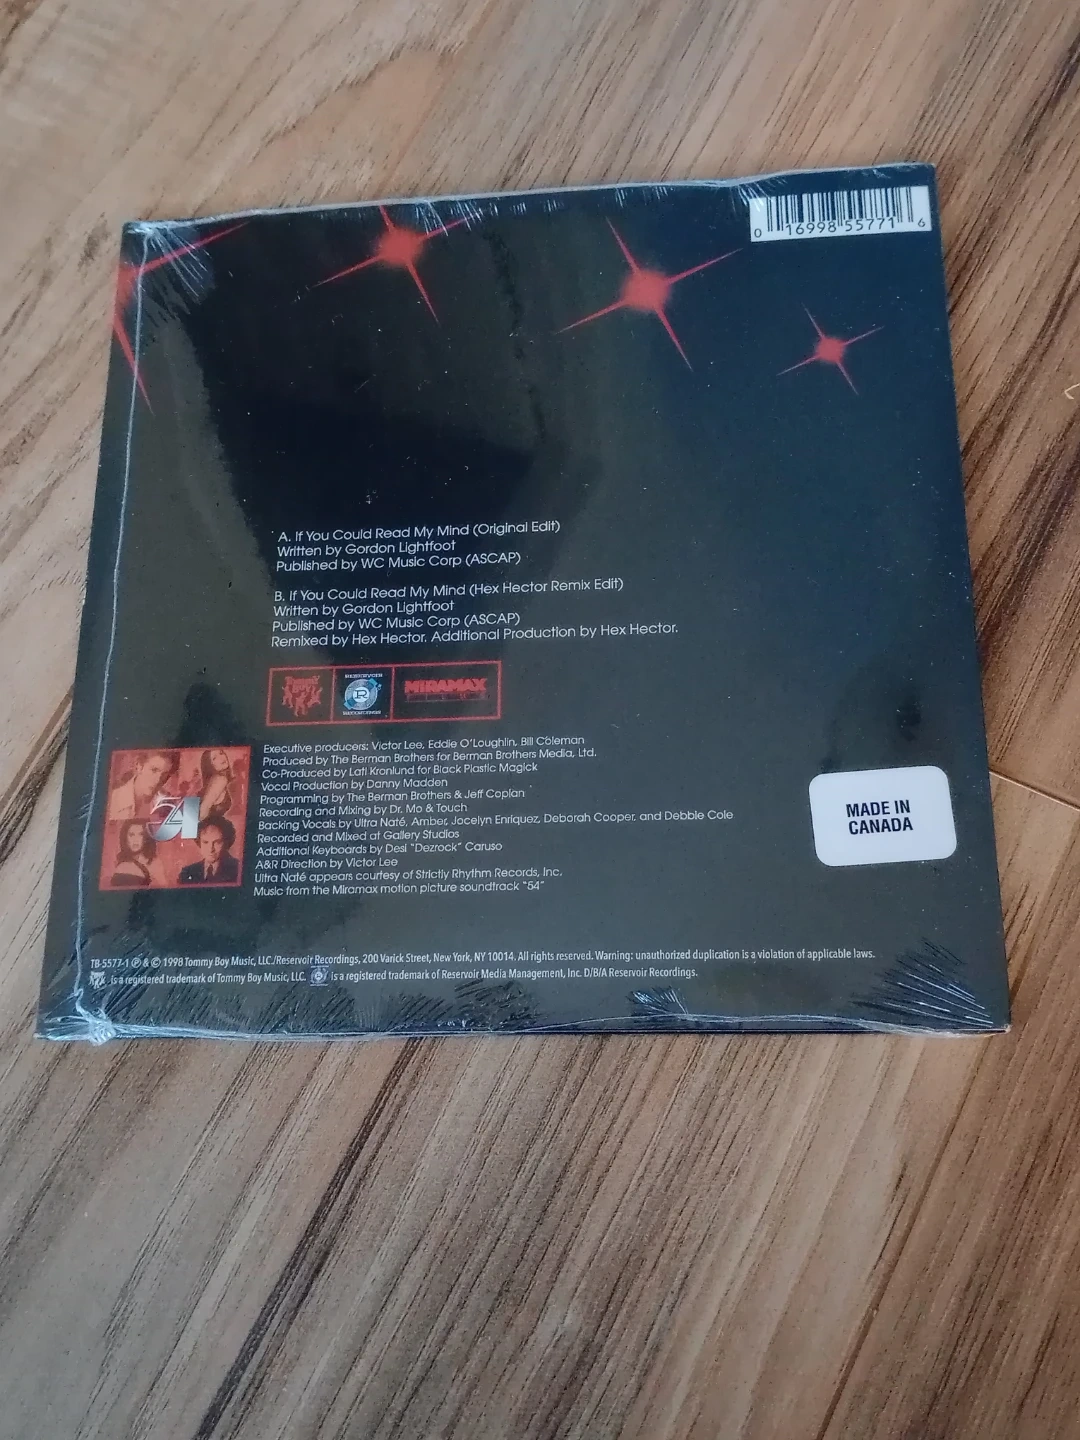 0 16998 55771 6
A. If You Could Read My Mind (Original Edit)
Written by Gordon Lightfoot
Published by WC Music Corp (ASCAP)
B. If You Could Read My Mind (Hex Hector Remix Edit)
Written by Gordon Lightfoot
Published by WC Music Corp (ASCAP)
Remixed by Hex Hector. Additional Production by Hex Hector.
Tommy Boy
RESERVOIR
R
RECORDINGS
MIRAMAX
Executive producers: Victor Lee, Eddie O'Loughlin, Bill Coleman
Produced by The Berman Brothers for Berman Brothers Media, Ltd.
Co-Produced by Lati Kronlund for Black Plastic Magick
Vocal Production by Danny Madden
Programming by The Berman Brothers & Jeff Coplan
Recording and Mixing by Dr. Mo & Touch
Backing Vocals by Ultra Naté, Amber, Jocelyn Enriquez, Deborah Cooper, and Debbie Cole
Recorded and Mixed at Gallery Studios
Additional Keyboards by Desi "Dezrock" Caruso
A&R Direction by Victor Lee
Ultra Naté appears courtesy of Strictly Rhythm Records, Inc.
Music from the Miramax motion picture soundtrack "54"
54
MADE IN
CANADA
TB-5577-1 ℗ & © 1998 Tommy Boy Music, LLC./Reservoir Recordings, 200 Varick Street, New York, NY 10014. All rights reserved. Warning: unauthorized duplication is a violation of applicable laws.
is a registered trademark of Tommy Boy Music, LLC. is a registered trademark of Reservoir Media Management, Inc. D/B/A Reservoir Recordings.